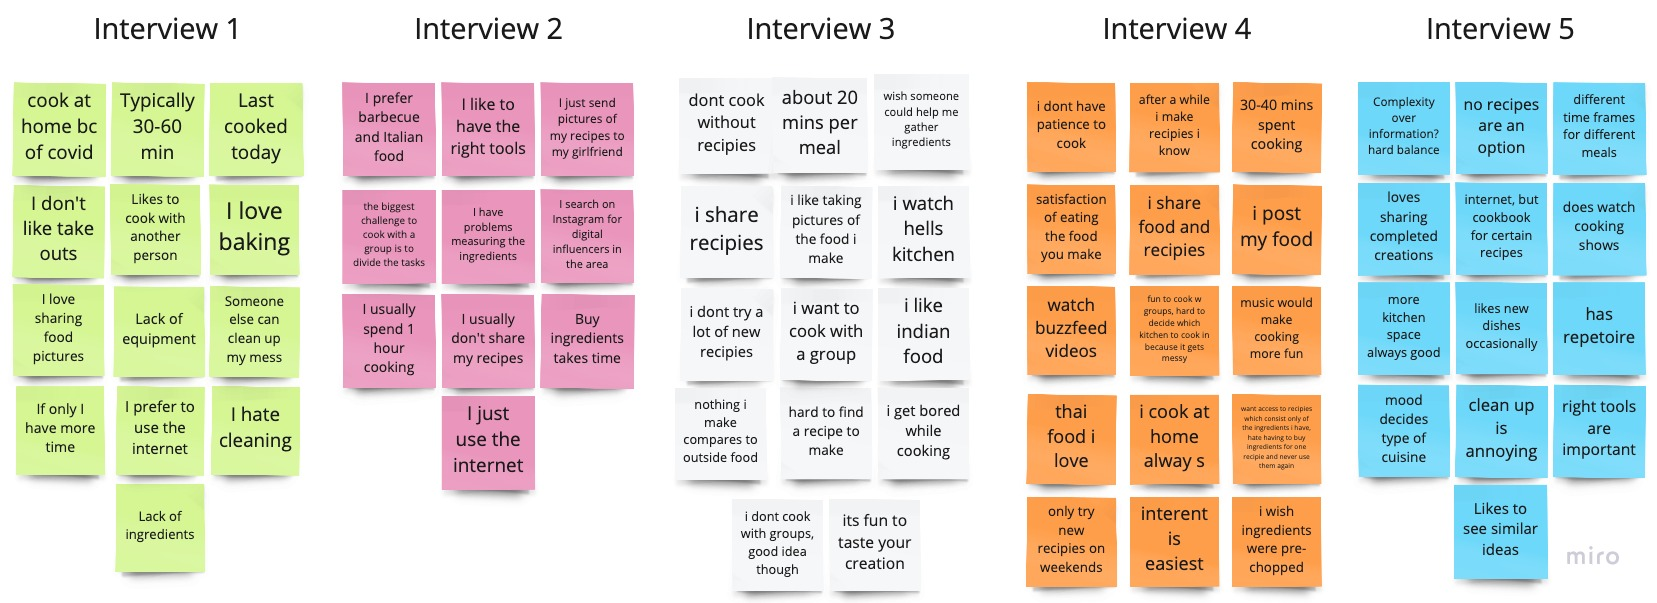 Interview 1
cook at
home bc
of covid
Typically
30-60
min
Last
cooked
today
I don't
like take
outs
Likes to
cook with
another
person
I love
baking
I love
sharing
food
pictures
Lack of
equipment
Someone
else can
clean up
my mess
If only I
have more
time
I prefer to
use the
internet
I hate
cleaning
Lack of
ingredients
Interview 2
I prefer
barbecue
and Italian
food
I like to
have the
right tools
I just send
pictures of
my recipes to
my girlfriend
the biggest
challenge to
cook with a
group is to
divide the tasks
I have
problems
measuring the
ingredients
I search on
Instagram for
digital
influencers in
the area
I usually
spend 1
hour
cooking
I usually
don't share
my recipes
Buy
ingredients
takes time
I just
use the
internet
Interview 3
dont cook
without
recipies
about 20
mins per
meal
wish someone
could help me
gather
ingredients
i share
recipies
i like taking
pictures of
the food i
make
i watch
hells
kitchen
i dont try a
lot of new
recipies
i want to
cook with
a group
i like
indian
food
nothing i
make
compares to
outside food
hard to find
a recipe to
make
i get bored
while
cooking
i dont cook
with groups,
good idea
though
its fun to
taste your
creation
Interview 4
i dont have
patience to
cook
after a while
i make
recipies i
know
30-40 mins
spent
cooking
satisfaction
of eating
the food
you make
i share
food and
recipies
i post
my food
watch
buzzfeed
videos
fun to cook w
groups, hard to
decide which
kitchen to cook in
because it gets
messy
music would
make
cooking
more fun
thai
food i
love
i cook at
home
alway s
want access to recipies
which consist only of
the ingredients i have,
hate having to buy
ingredients for one
recipie and never use
them again
only try
new
recipies on
weekends
interent
is
easiest
i wish
ingredients
were pre-
chopped
Interview 5
Complexity
over
information?
hard balance
no recipes
are an
option
different
time frames
for different
meals
loves
sharing
completed
creations
internet, but
cookbook
for certain
recipes
does watch
cooking
shows
more
kitchen
space
always good
likes new
dishes
occasionally
has
repetoire
mood
decides
type of
cuisine
clean up
is
annoying
right tools
are
important
Likes to
see similar
ideas
miro